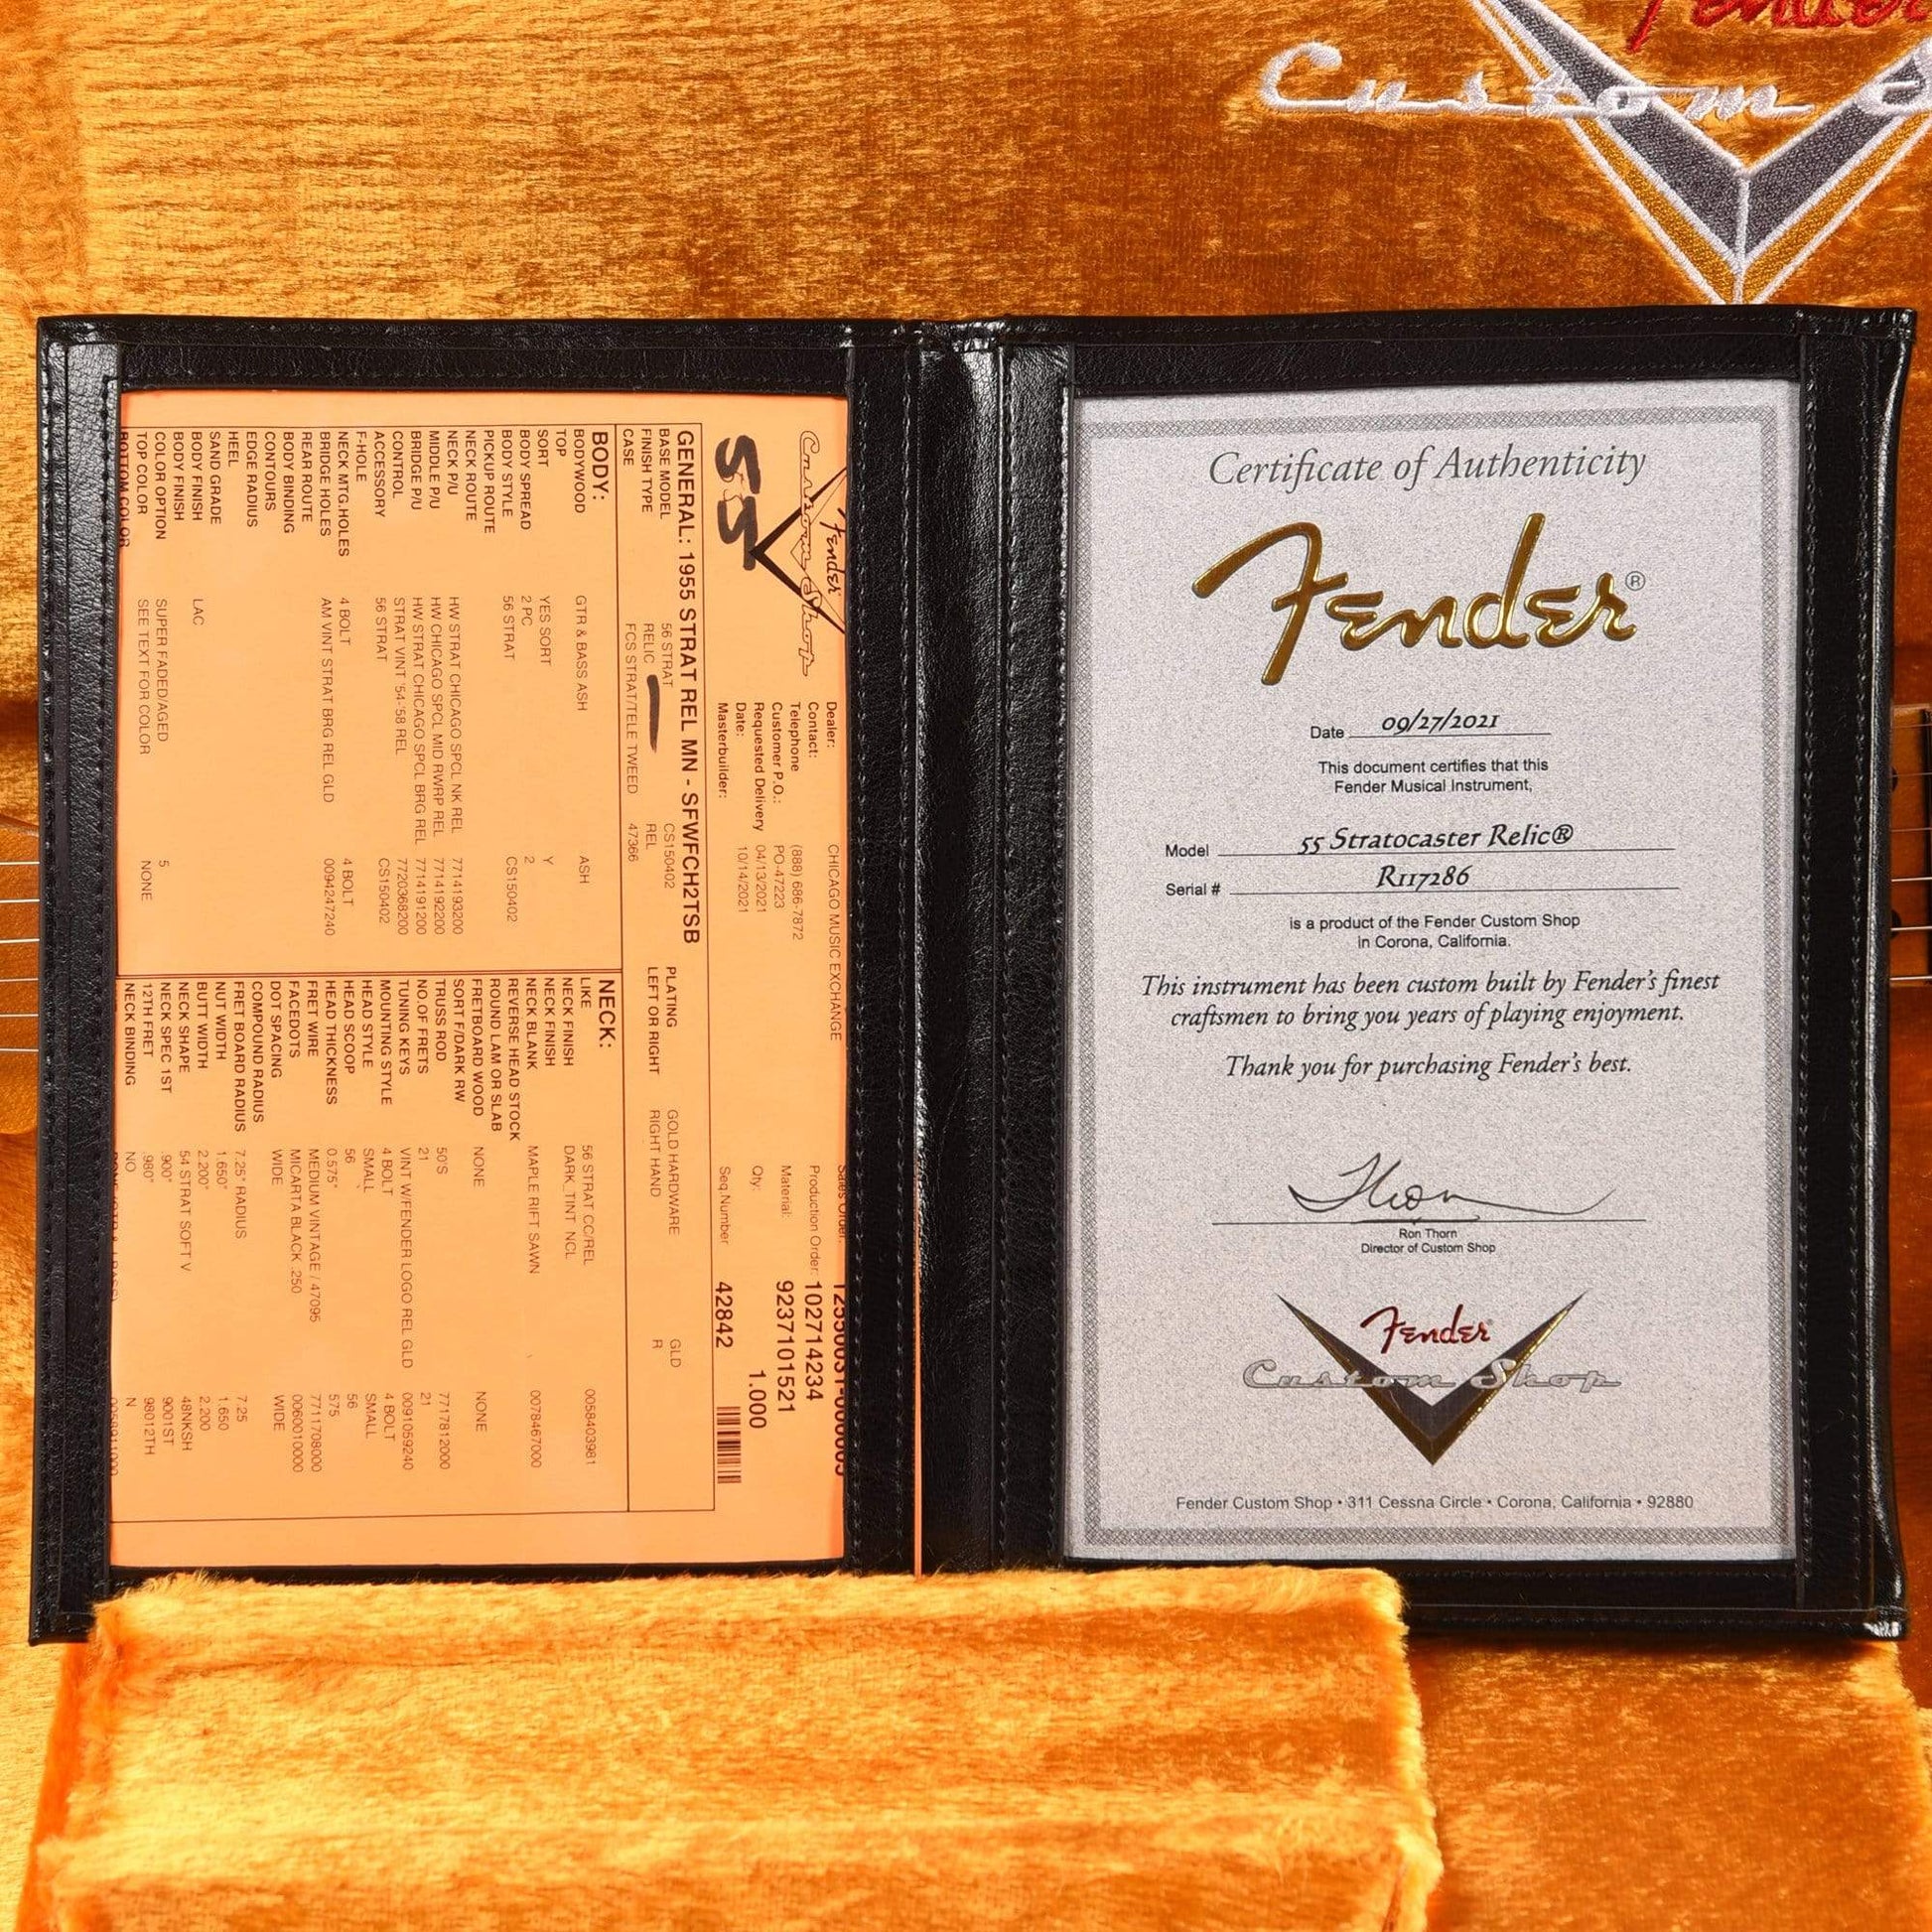 Fender
Custom
Fender
Custom Shop
55
Dealer: CHICAGO MUSIC EXCHANGE
Contact:
Telephone (888) 686-7872
Customer P.O.: PO-47223
Requested Delivery 04/13/2021
Date: 10/14/2021
Masterbuilder:
Sales Order:
Production Order: 102714234
Material: 9237101521
Qty: 1.000
Seq.Number 42842
GENERAL: 1955 STRAT REL MN - SFWFCH2TSB
BASE MODEL 56 STRAT CS150402 PLATING GOLD HARDWARE GLD
FINISH TYPE RELIC REL LEFT OR RIGHT RIGHT HAND R
CASE FCS STRAT/TELE TWEED 47366
BODY:
BODYWOOD GTR & BASS ASH ASH
TOP
SORT YES SORT Y
BODY SPREAD 2 PC 2
BODY STYLE 56 STRAT CS150402
PICKUP ROUTE
NECK ROUTE
NECK P/U HW STRAT CHICAGO SPCL NK REL 7714193200
MIDDLE P/U HW CHICAGO SPCL MID RWRP REL 7714192200
BRIDGE P/U HW STRAT CHICAGO SPCL BRG REL 7714191200
CONTROL STRAT VINT '54-'58 REL 7720368200
ACCESSORY 56 STRAT CS150402
F-HOLE
NECK MTG.HOLES 4 BOLT 4 BOLT
BRIDGE HOLES AM VINT STRAT BRG REL GLD 0094247240
REAR ROUTE
BODY BINDING
CONTOURS
EDGE RADIUS
HEEL
SAND GRADE
BODY FINISH LAC
BODY FINISH
COLOR OPTION SUPER FADED/AGED 5
TOP COLOR SEE TEXT FOR COLOR NONE
BOTTOM COLOR
NECK:
LIKE 56 STRAT CC/REL 0058403981
NECK FINISH DARK_TINT NCL
NECK FINISH
NECK BLANK MAPLE RIFT SAWN 0078467000
REVERSE HEAD STOCK
ROUND LAM OR SLAB
FRETBOARD WOOD NONE NONE
SORT F/DARK RW
TRUSS ROD 50'S 7717812000
NO.OF FRETS 21 21
TUNING KEYS VINT W/FENDER LOGO REL GLD 0091059240
MOUNTING STYLE 4 BOLT 4 BOLT
HEAD STYLE SMALL SMALL
HEAD SCOOP 56 56
HEAD THICKNESS 0.575" 575
FRET WIRE MEDIUM VINTAGE / 47095 7711708000
FACEDOTS MICARTA BLACK .250 0060010000
DOT SPACING WIDE WIDE
COMPOUND RADIUS
FRET BOARD RADIUS 7.25" RADIUS 7.25
NUT WIDTH 1.650" 1.650
BUTT WIDTH 2.200" 2.200
NECK SHAPE 54 STRAT SOFT V 48NKSH
NECK SPEC 1ST .900" 9001ST
12TH FRET .980" 98012TH
NECK BINDING NO N
Certificate of Authenticity
Fender®
Date 09/27/2021
This document certifies that this
Fender Musical Instrument,
Model 55 Stratocaster Relic®
Serial # R117286
is a product of the Fender Custom Shop
in Corona, California.
This instrument has been custom built by Fender's finest
craftsmen to bring you years of playing enjoyment.
Thank you for purchasing Fender's best.
Ron Thorn
Director of Custom Shop
Fender
Custom Shop
Fender Custom Shop • 311 Cessna Circle • Corona, California • 92880